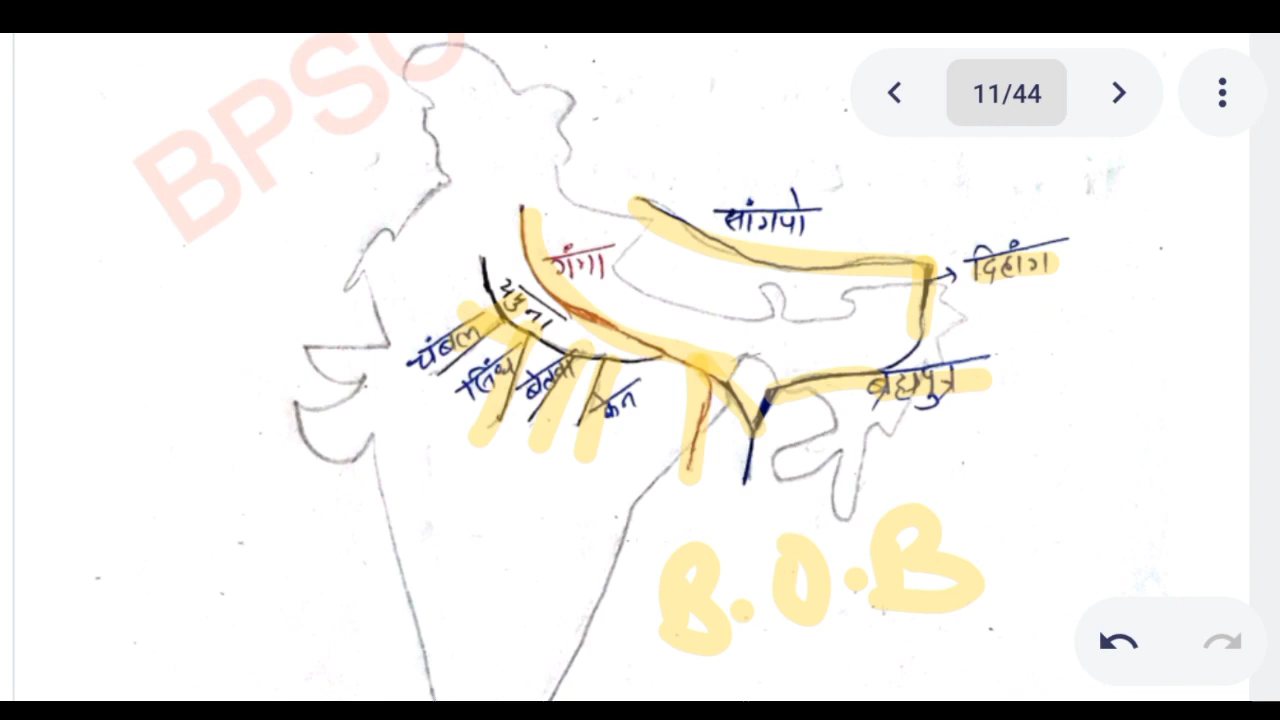 BPSC
11/44
सांगपो
दिहांग
गंगा
यमुना
चंबल
सिंध
बेतवा
केन
ब्रह्मपुत्र
B.O.B